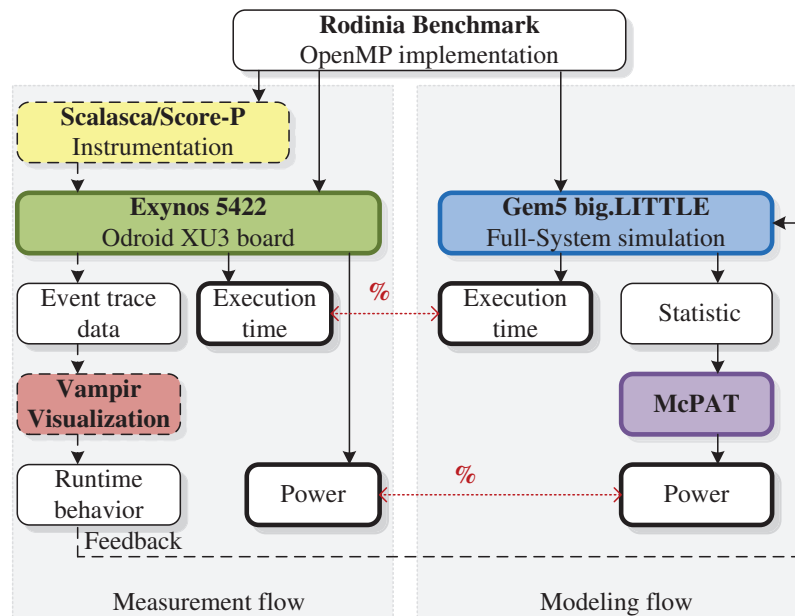 Rodinia Benchmark
OpenMP implementation
Scalasca/Score-P
Instrumentation
Exynos 5422
Odroid XU3 board
Gem5 big.LITTLE
Full-System simulation
Event trace
data
Execution
time
%
Execution
time
Statistic
Vampir
Visualization
McPAT
Runtime
behavior
Power
%
Power
Feedback
Measurement flow
Modeling flow